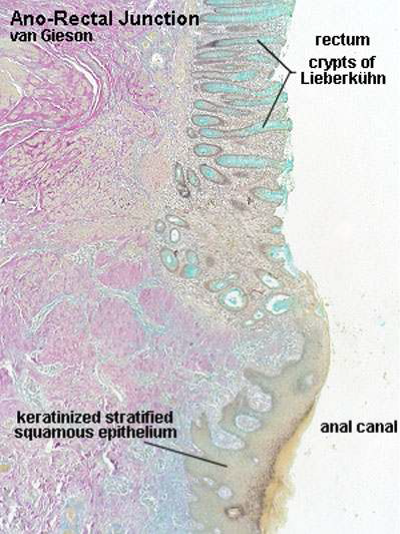 Ano-Rectal Junction
van Gieson
rectum
crypts of
Lieberkühn
keratinized stratified
squamous epithelium
anal canal